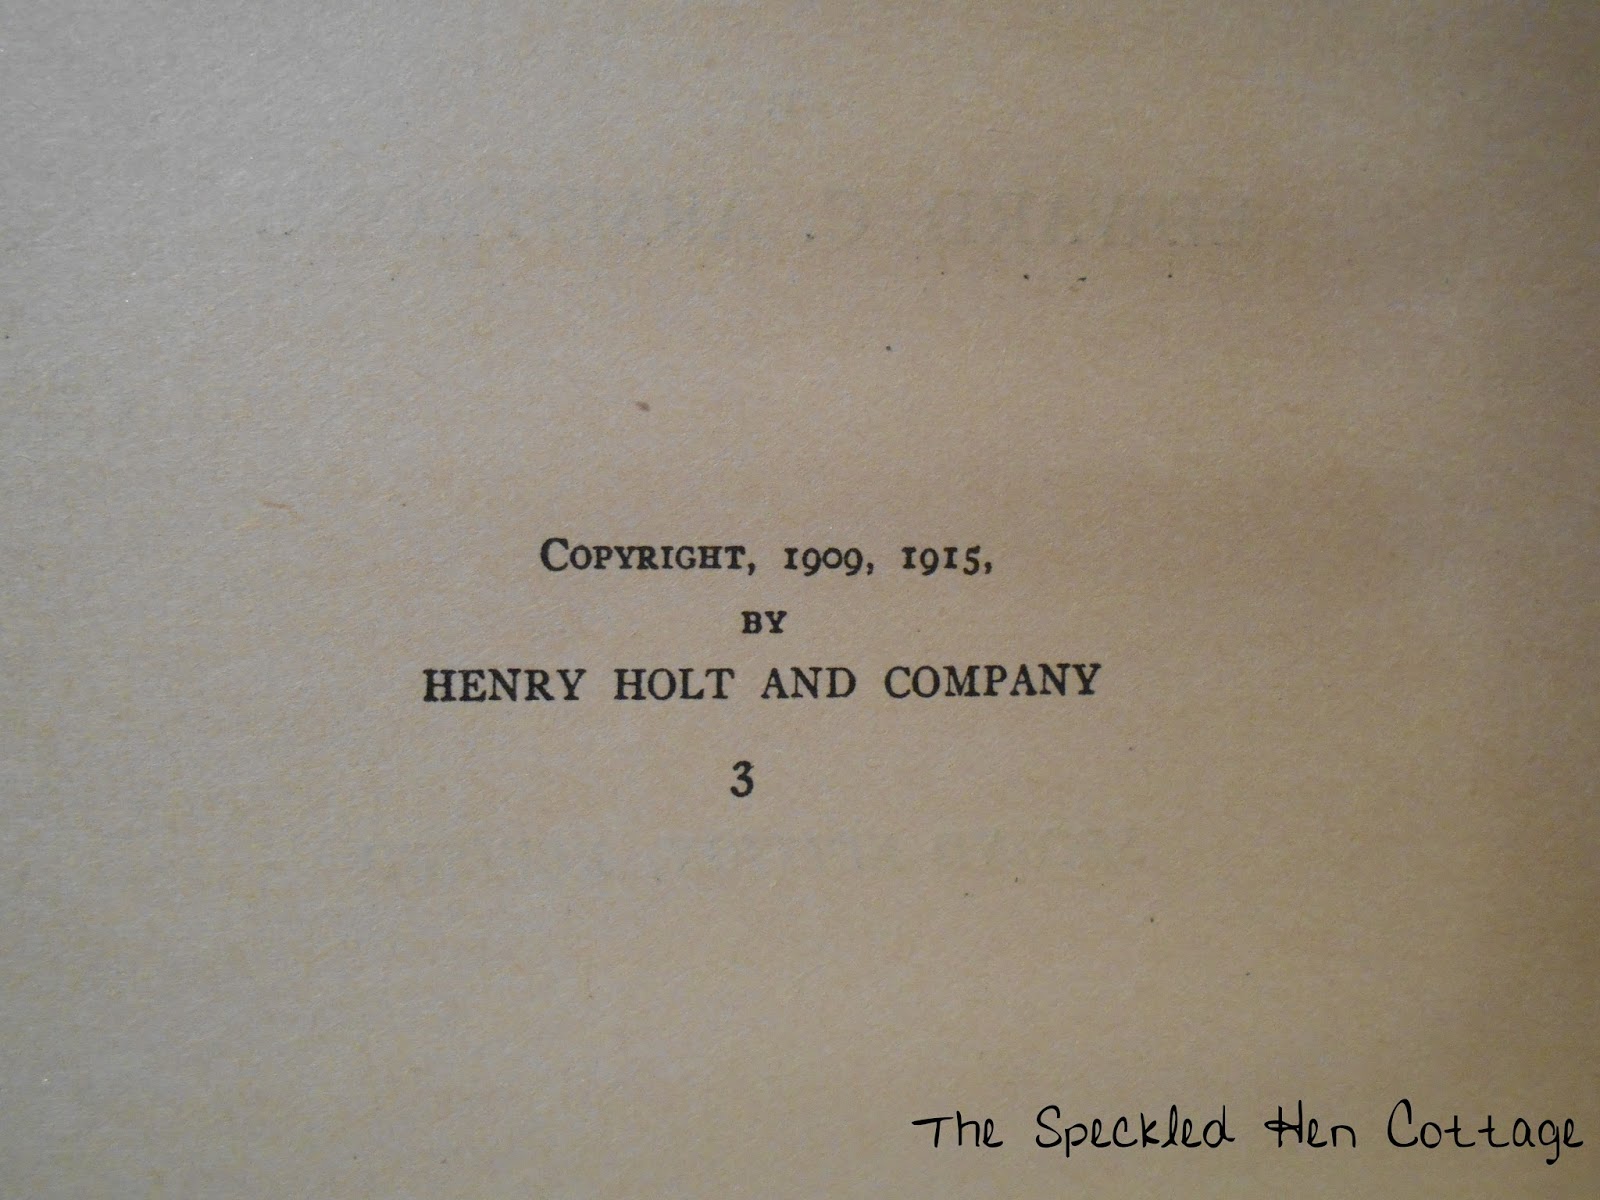 COPYRIGHT, 1909, 1915,
BY
HENRY HOLT AND COMPANY
3
The Speckled Hen Cottage